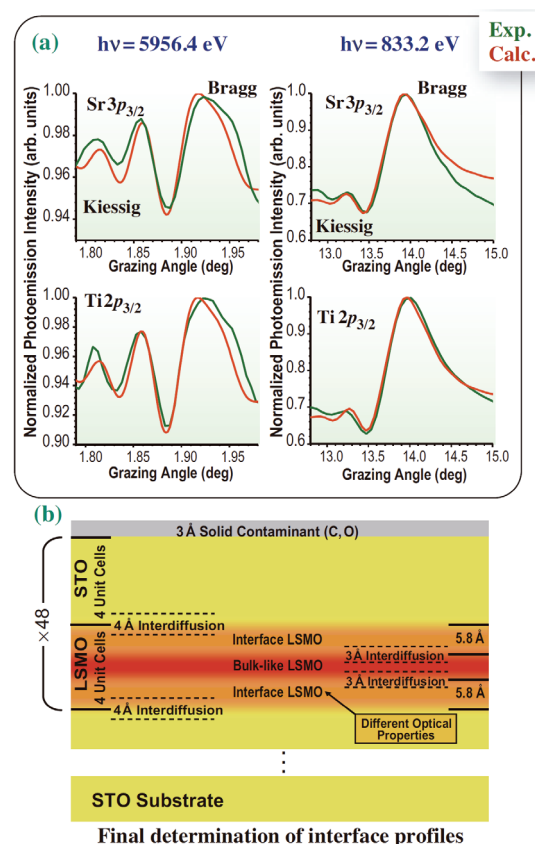 Exp.
Calc.
(a)
hν = 5956.4 eV
hν = 833.2 eV
Normalized Photoemission Intensity (arb. units)
1.00
0.98
0.96
0.94
Sr3p3/2
Bragg
Kiessig
1.80 1.85 1.90 1.95
Grazing Angle (deg)
1.0
0.9
0.8
0.7
0.6
Sr3p3/2
Bragg
Kiessig
13.0 13.5 14.0 14.5 15.0
Grazing Angle (deg)
Normalized Photoemission Intensity (arb. units)
1.00
0.98
0.96
0.94
0.92
0.90
Ti 2p3/2
1.80 1.85 1.90 1.95
Grazing Angle (deg)
1.0
0.9
0.8
0.7
0.6
Ti 2p3/2
13.0 13.5 14.0 14.5 15.0
Grazing Angle (deg)
(b)
3 Å Solid Contaminant (C, O)
×48
STO
4 Unit Cells
4 Å Interdiffusion
LSMO
4 Unit Cells
Interface LSMO
5.8 Å
3 Å Interdiffusion
Bulk-like LSMO
3 Å Interdiffusion
Interface LSMO
5.8 Å
4 Å Interdiffusion
Different Optical
Properties
STO Substrate
Final determination of interface profiles